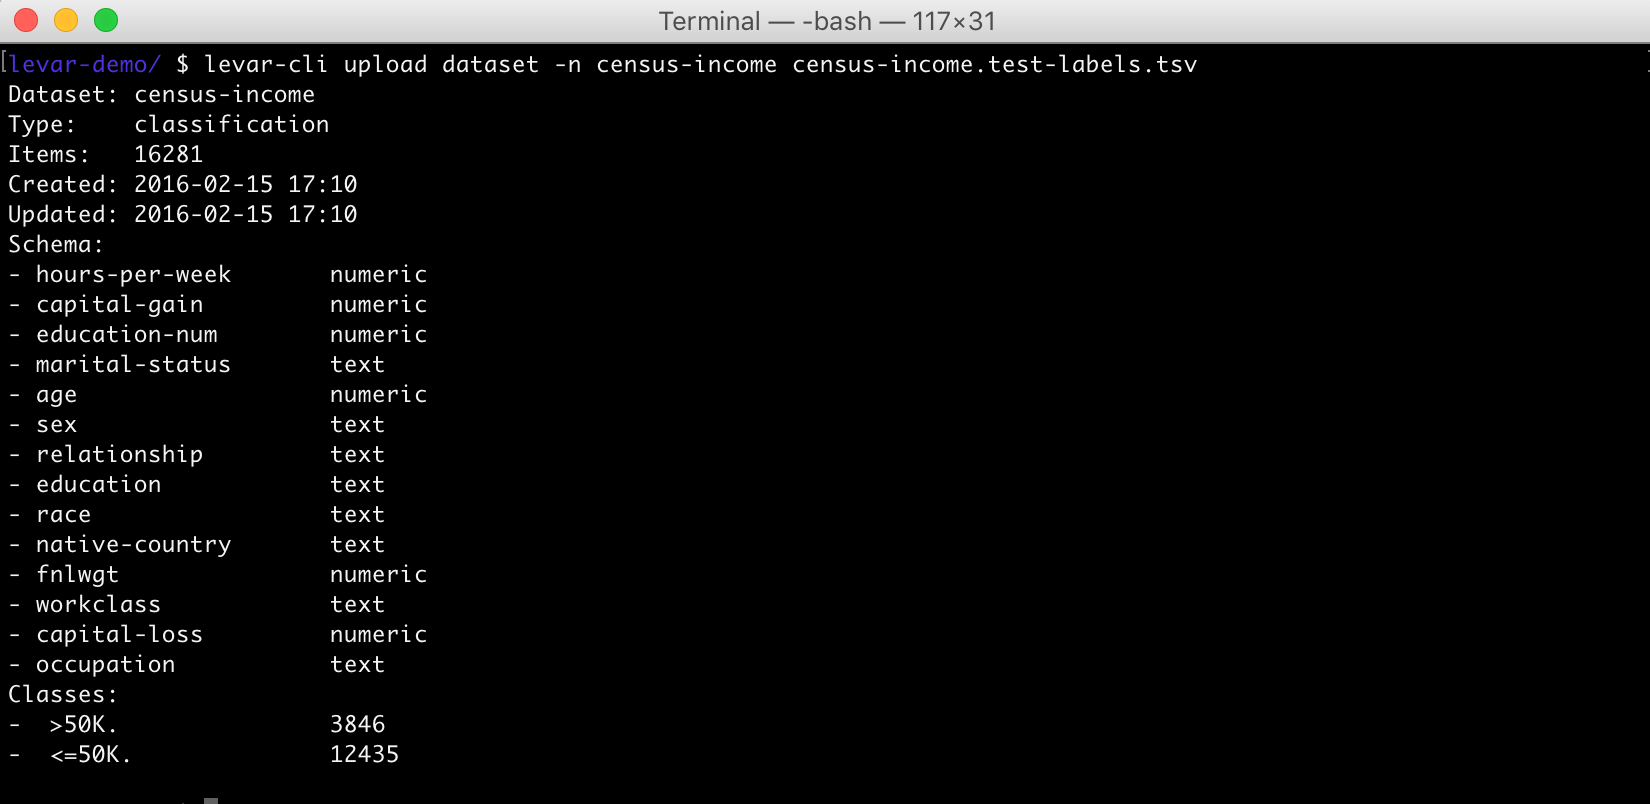 Terminal — -bash — 117×31
[levar-demo/ $ levar-cli upload dataset -n census-income census-income.test-labels.tsv
Dataset: census-income
Type:    classification
Items:   16281
Created: 2016-02-15 17:10
Updated: 2016-02-15 17:10
Schema:
- hours-per-week       numeric
- capital-gain         numeric
- education-num        numeric
- marital-status       text
- age                  numeric
- sex                  text
- relationship         text
- education            text
- race                 text
- native-country       text
- fnlwgt               numeric
- workclass            text
- capital-loss         numeric
- occupation           text
Classes:
-  >50K.               3846
-  <=50K.              12435